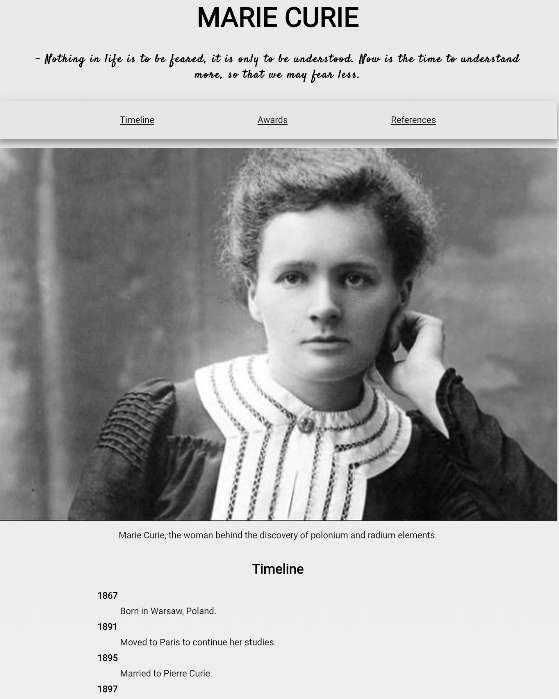 MARIE CURIE
- Nothing in life is to be feared, it is only to be understood. Now is the time to understand
more, so that we may fear less.
Timeline Awards References
Marie Curie, the woman behind the discovery of polonium and radium elements.
Timeline
1867
Born in Warsaw, Poland.
1891
Moved to Paris to continue her studies.
1895
Married to Pierre Curie.
1897